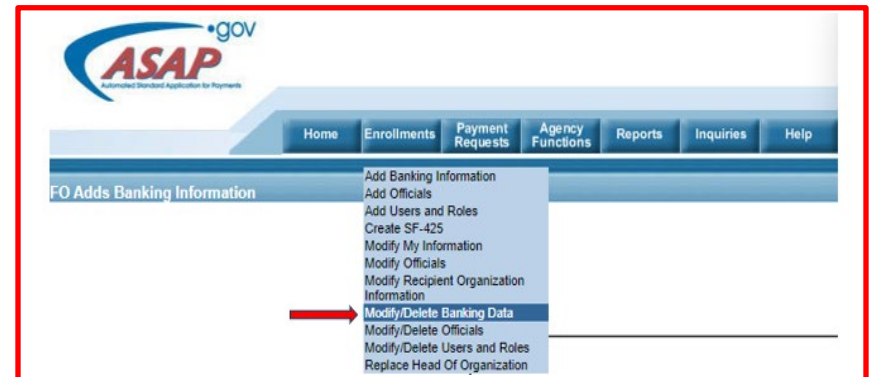 .gov
ASAP
Automated Standard Application for Payments
Home Enrollments Payment Requests Agency Functions Reports Inquiries Help
FO Adds Banking Information
Add Banking Information
Add Officials
Add Users and Roles
Create SF-425
Modify My Information
Modify Officials
Modify Recipient Organization
Information
Modify/Delete Banking Data
Modify/Delete Officials
Modify/Delete Users and Roles
Replace Head Of Organization